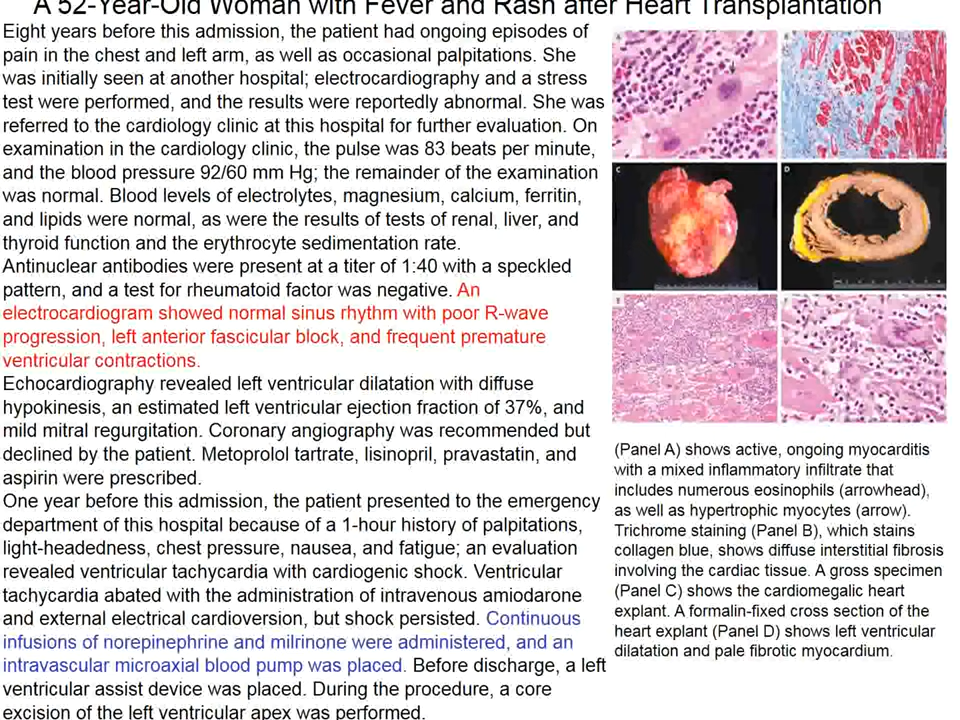 A 52-Year-Old Woman with Fever and Rash after Heart Transplantation
Eight years before this admission, the patient had ongoing episodes of
pain in the chest and left arm, as well as occasional palpitations. She
was initially seen at another hospital; electrocardiography and a stress
test were performed, and the results were reportedly abnormal. She was
referred to the cardiology clinic at this hospital for further evaluation. On
examination in the cardiology clinic, the pulse was 83 beats per minute,
and the blood pressure 92/60 mm Hg; the remainder of the examination
was normal. Blood levels of electrolytes, magnesium, calcium, ferritin,
and lipids were normal, as were the results of tests of renal, liver, and
thyroid function and the erythrocyte sedimentation rate.
Antinuclear antibodies were present at a titer of 1:40 with a speckled
pattern, and a test for rheumatoid factor was negative. An
electrocardiogram showed normal sinus rhythm with poor R-wave
progression, left anterior fascicular block, and frequent premature
ventricular contractions.
Echocardiography revealed left ventricular dilatation with diffuse
hypokinesis, an estimated left ventricular ejection fraction of 37%, and
mild mitral regurgitation. Coronary angiography was recommended but
declined by the patient. Metoprolol tartrate, lisinopril, pravastatin, and
aspirin were prescribed.
One year before this admission, the patient presented to the emergency
department of this hospital because of a 1-hour history of palpitations,
light-headedness, chest pressure, nausea, and fatigue; an evaluation
revealed ventricular tachycardia with cardiogenic shock. Ventricular
tachycardia abated with the administration of intravenous amiodarone
and external electrical cardioversion, but shock persisted. Continuous
infusions of norepinephrine and milrinone were administered, and an
intravascular microaxial blood pump was placed. Before discharge, a left
ventricular assist device was placed. During the procedure, a core
excision of the left ventricular apex was performed.
A
B
C
D
E
F
(Panel A) shows active, ongoing myocarditis
with a mixed inflammatory infiltrate that
includes numerous eosinophils (arrowhead),
as well as hypertrophic myocytes (arrow).
Trichrome staining (Panel B), which stains
collagen blue, shows diffuse interstitial fibrosis
involving the cardiac tissue. A gross specimen
(Panel C) shows the cardiomegalic heart
explant. A formalin-fixed cross section of the
heart explant (Panel D) shows left ventricular
dilatation and pale fibrotic myocardium.